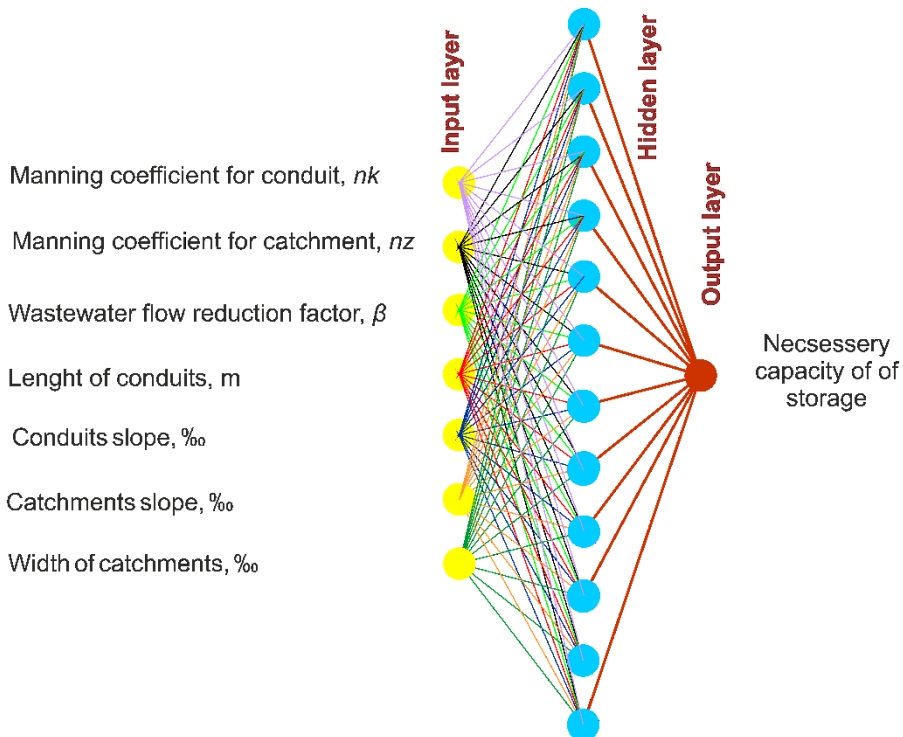 Input layer
Hidden layer
Output layer
Manning coefficient for conduit, nk
Manning coefficient for catchment, nz
Wastewater flow reduction factor, β
Lenght of conduits, m
Conduits slope, ‰
Catchments slope, ‰
Width of catchments, ‰
Necsessery
capacity of of
storage